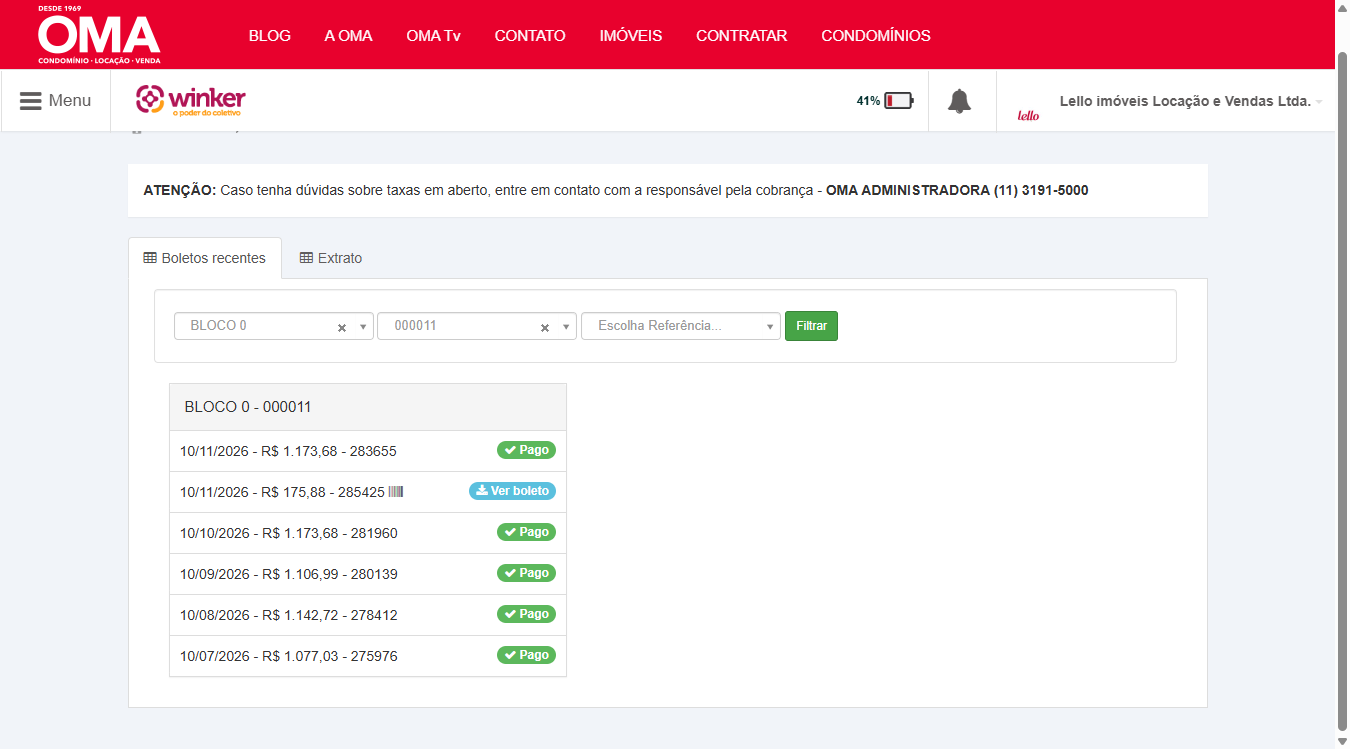 DESDE 1969
OMA
CONDOMÍNIO · LOCAÇÃO · VENDA
BLOG A OMA OMA Tv CONTATO IMÓVEIS CONTRATAR CONDOMÍNIOS
Menu
winker
o poder do coletivo
41%
lello
Lello imóveis Locação e Vendas Ltda.
ATENÇÃO: Caso tenha dúvidas sobre taxas em aberto, entre em contato com a responsável pela cobrança - OMA ADMINISTRADORA (11) 3191-5000
Boletos recentes Extrato
BLOCO 0 × 000011 × Escolha Referência... Filtrar
BLOCO 0 - 000011
10/11/2026 - R$ 1.173,68 - 283655 Pago
10/11/2026 - R$ 175,88 - 285425 Ver boleto
10/10/2026 - R$ 1.173,68 - 281960 Pago
10/09/2026 - R$ 1.106,99 - 280139 Pago
10/08/2026 - R$ 1.142,72 - 278412 Pago
10/07/2026 - R$ 1.077,03 - 275976 Pago